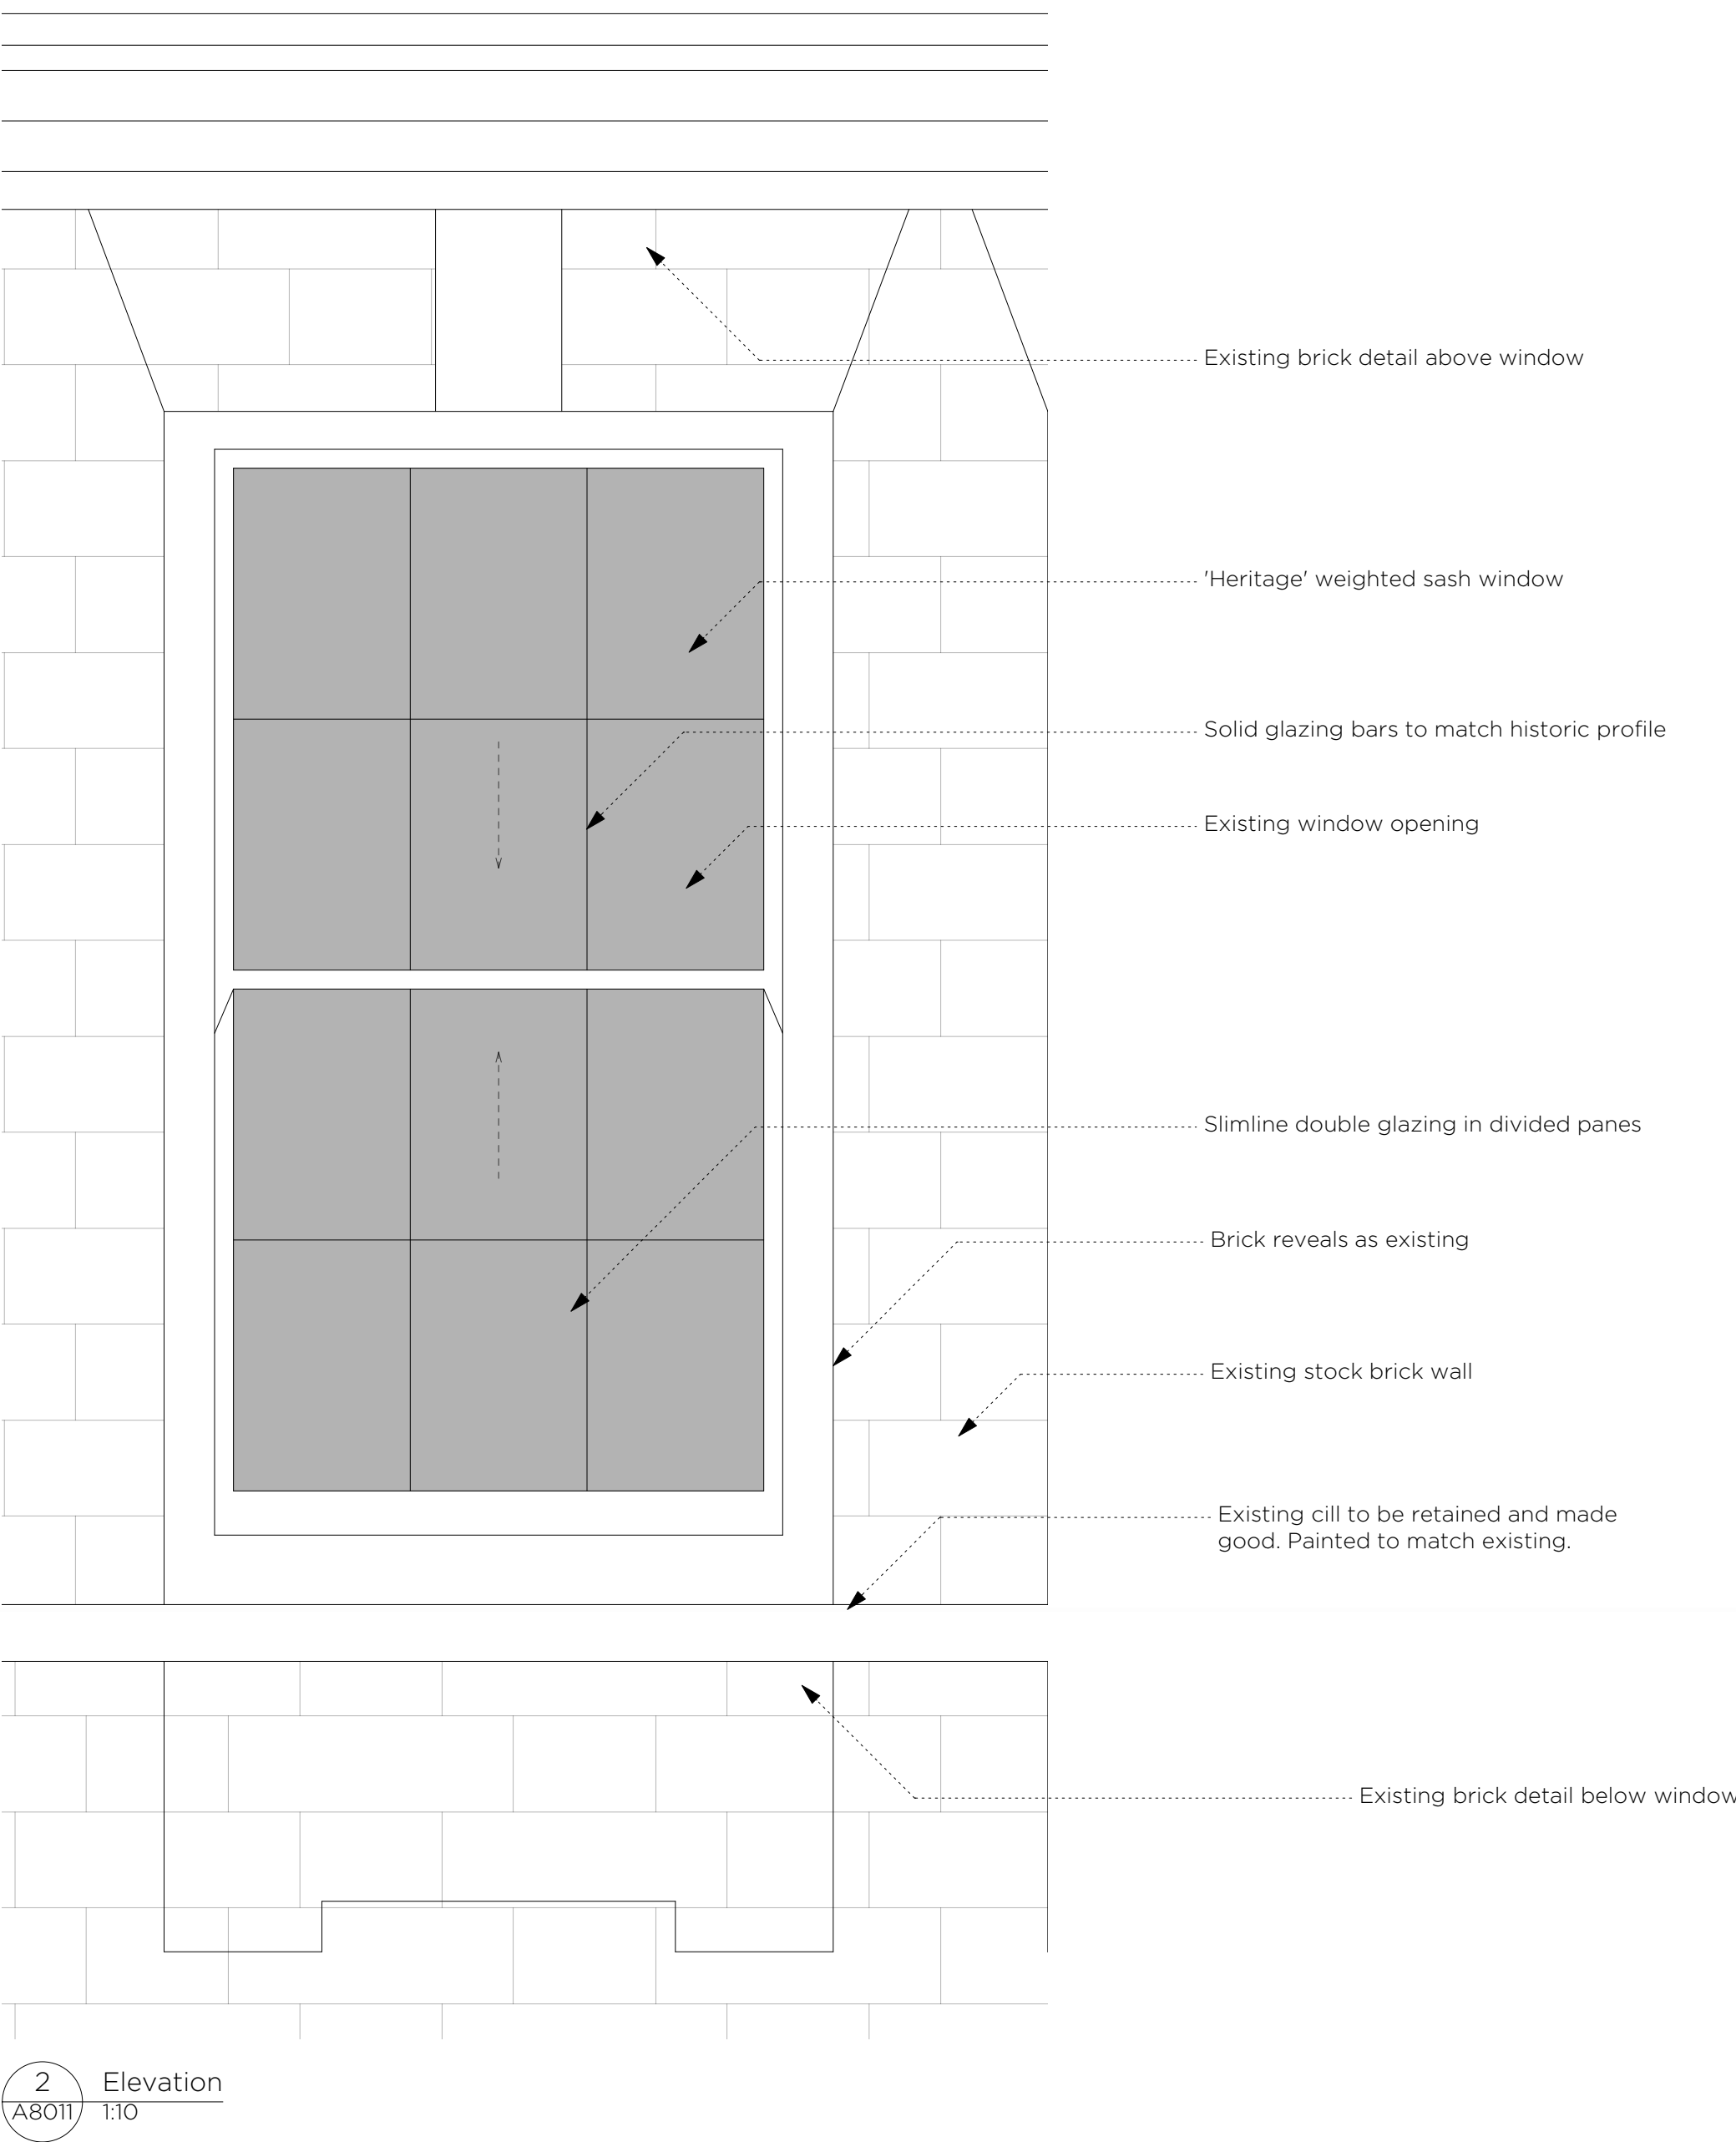 Existing brick detail above window
'Heritage' weighted sash window
Solid glazing bars to match historic profile
Existing window opening
Slimline double glazing in divided panes
Brick reveals as existing
Existing stock brick wall
Existing cill to be retained and made
good. Painted to match existing.
Existing brick detail below window
2
Elevation
A8011
1:10